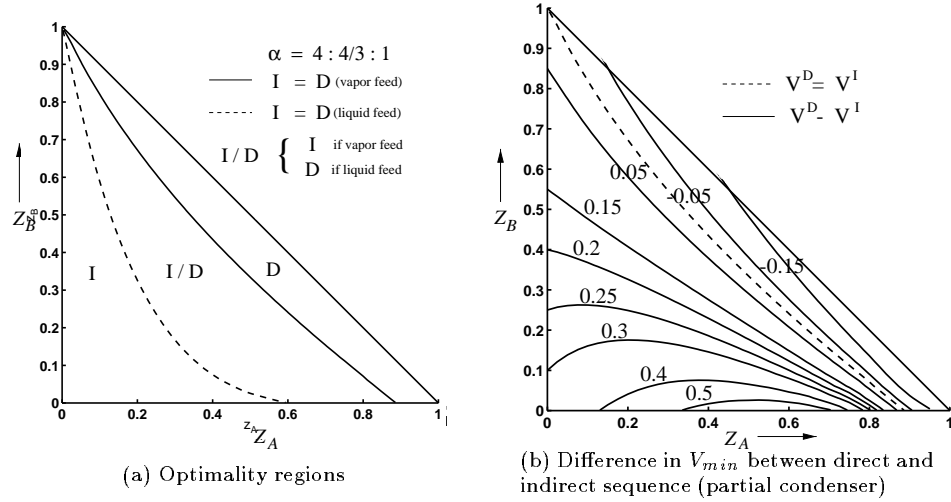 1
0.9
0.8
0.7
0.6
0.5
0.4
0.3
0.2
0.1
0
0 0.2 0.4 0.6 0.8 1
α = 4 : 4/3 : 1
I = D (vapor feed)
I = D (liquid feed)
I / D { I if vapor feed
D if liquid feed
Z_B
z_B
I
I / D
D
z_A
Z_A
(a) Optimality regions
1
0.9
0.8
0.7
0.6
0.5
0.4
0.3
0.2
0.1
0
0 0.2 0.4 0.6 0.8 1
V^D = V^I
V^D - V^I
Z_B
0.05
-0.05
0.15
0.2
-0.15
0.25
0.3
0.4
0.5
Z_A
(b) Difference in V_min between direct and
indirect sequence (partial condenser)